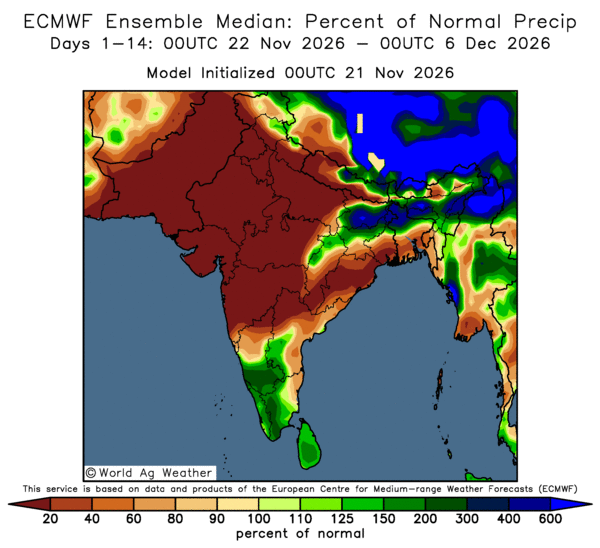 ECMWF Ensemble Median: Percent of Normal Precip
Days 1-14: 00UTC 22 Nov 2026 - 00UTC 6 Dec 2026
Model Initialized 00UTC 21 Nov 2026
© World Ag Weather
This service is based on data and products of the European Centre for Medium-range Weather Forecasts (ECMWF)
20 40 60 80 90 100 110 125 150 200 300 400 600
percent of normal